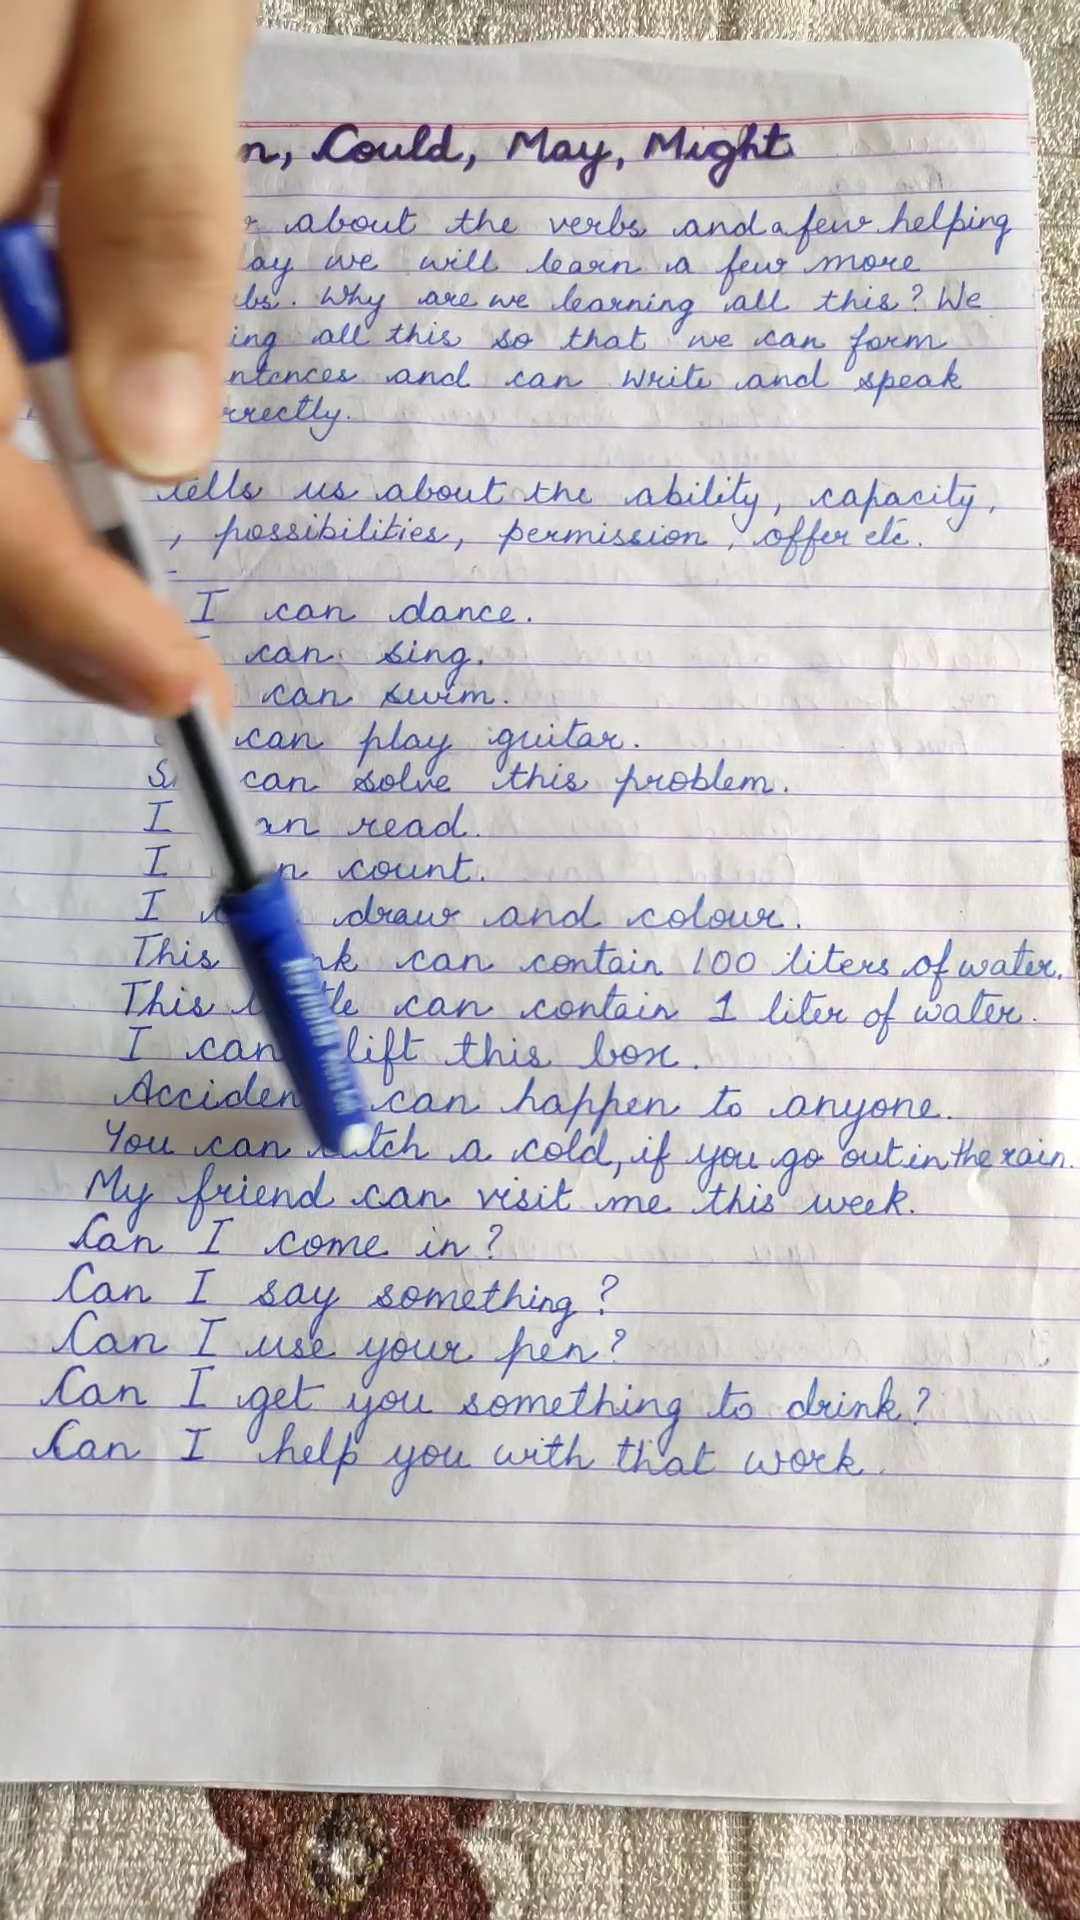 Could, May, Might
about the verbs and a few helping
we will learn a few more
Why are we learning all this? We
all this so that we can form
and can write and speak
tells us about the ability, capacity,
, possibilities, permission, offer etc.
I can dance.
can sing.
can swim.
can play guitar.
can solve this problem.
I read.
I count.
I draw and colour.
This can contain 100 liters of water.
This can contain 1 liter of water.
I can lift this box.
can happen to anyone.
You can catch a cold, if you go out in the rain.
My friend can visit me this week.
Can I come in?
Can I say something?
Can I use your pen?
Can I get you something to drink?
Can I help you with that work.